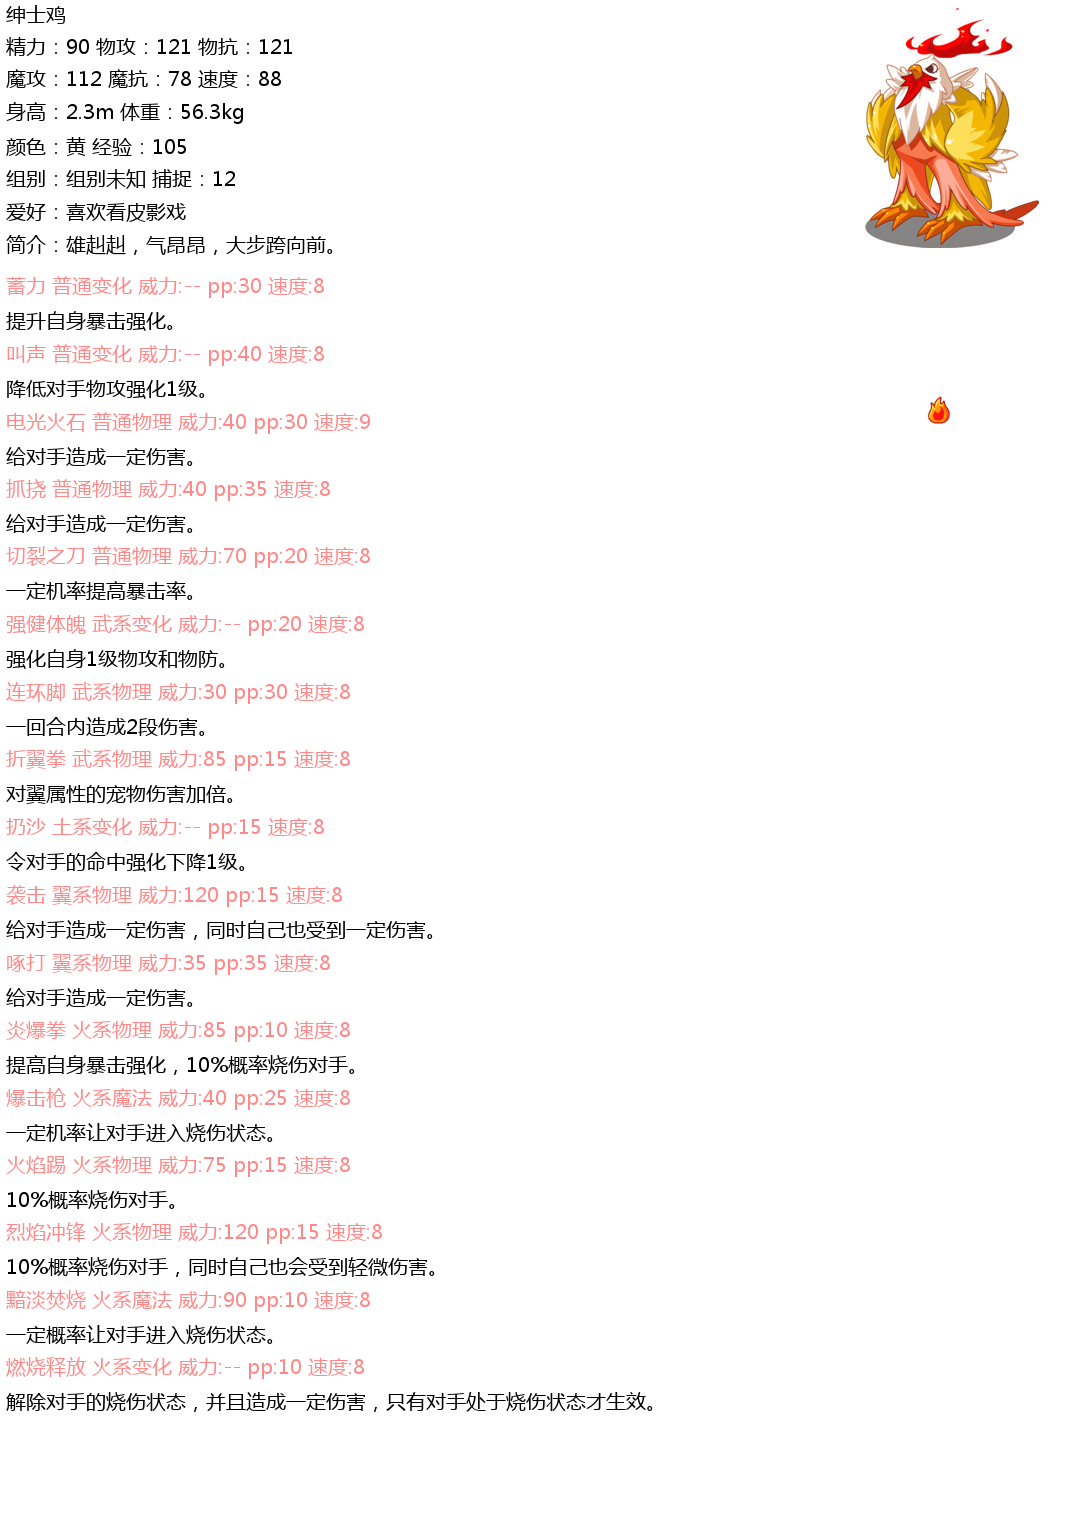 绅士鸡
精力：90 物攻：121 物抗：121
魔攻：112 魔抗：78 速度：88
身高：2.3m 体重：56.3kg
颜色：黄 经验：105
组别：组别未知 捕捉：12
爱好：喜欢看皮影戏
简介：雄赳赳，气昂昂，大步跨向前。
蓄力 普通变化 威力:-- pp:30 速度:8
提升自身暴击强化。
叫声 普通变化 威力:-- pp:40 速度:8
降低对手物攻强化1级。
电光火石 普通物理 威力:40 pp:30 速度:9
给对手造成一定伤害。
抓挠 普通物理 威力:40 pp:35 速度:8
给对手造成一定伤害。
切裂之刀 普通物理 威力:70 pp:20 速度:8
一定机率提高暴击率。
强健体魄 武系变化 威力:-- pp:20 速度:8
强化自身1级物攻和物防。
连环脚 武系物理 威力:30 pp:30 速度:8
一回合内造成2段伤害。
折翼拳 武系物理 威力:85 pp:15 速度:8
对翼属性的宠物伤害加倍。
扔沙 土系变化 威力:-- pp:15 速度:8
令对手的命中强化下降1级。
袭击 翼系物理 威力:120 pp:15 速度:8
给对手造成一定伤害，同时自己也受到一定伤害。
啄打 翼系物理 威力:35 pp:35 速度:8
给对手造成一定伤害。
炎爆拳 火系物理 威力:85 pp:10 速度:8
提高自身暴击强化，10%概率烧伤对手。
爆击枪 火系魔法 威力:40 pp:25 速度:8
一定机率让对手进入烧伤状态。
火焰踢 火系物理 威力:75 pp:15 速度:8
10%概率烧伤对手。
烈焰冲锋 火系物理 威力:120 pp:15 速度:8
10%概率烧伤对手，同时自己也会受到轻微伤害。
黯淡焚烧 火系魔法 威力:90 pp:10 速度:8
一定概率让对手进入烧伤状态。
燃烧释放 火系变化 威力:-- pp:10 速度:8
解除对手的烧伤状态，并且造成一定伤害，只有对手处于烧伤状态才生效。